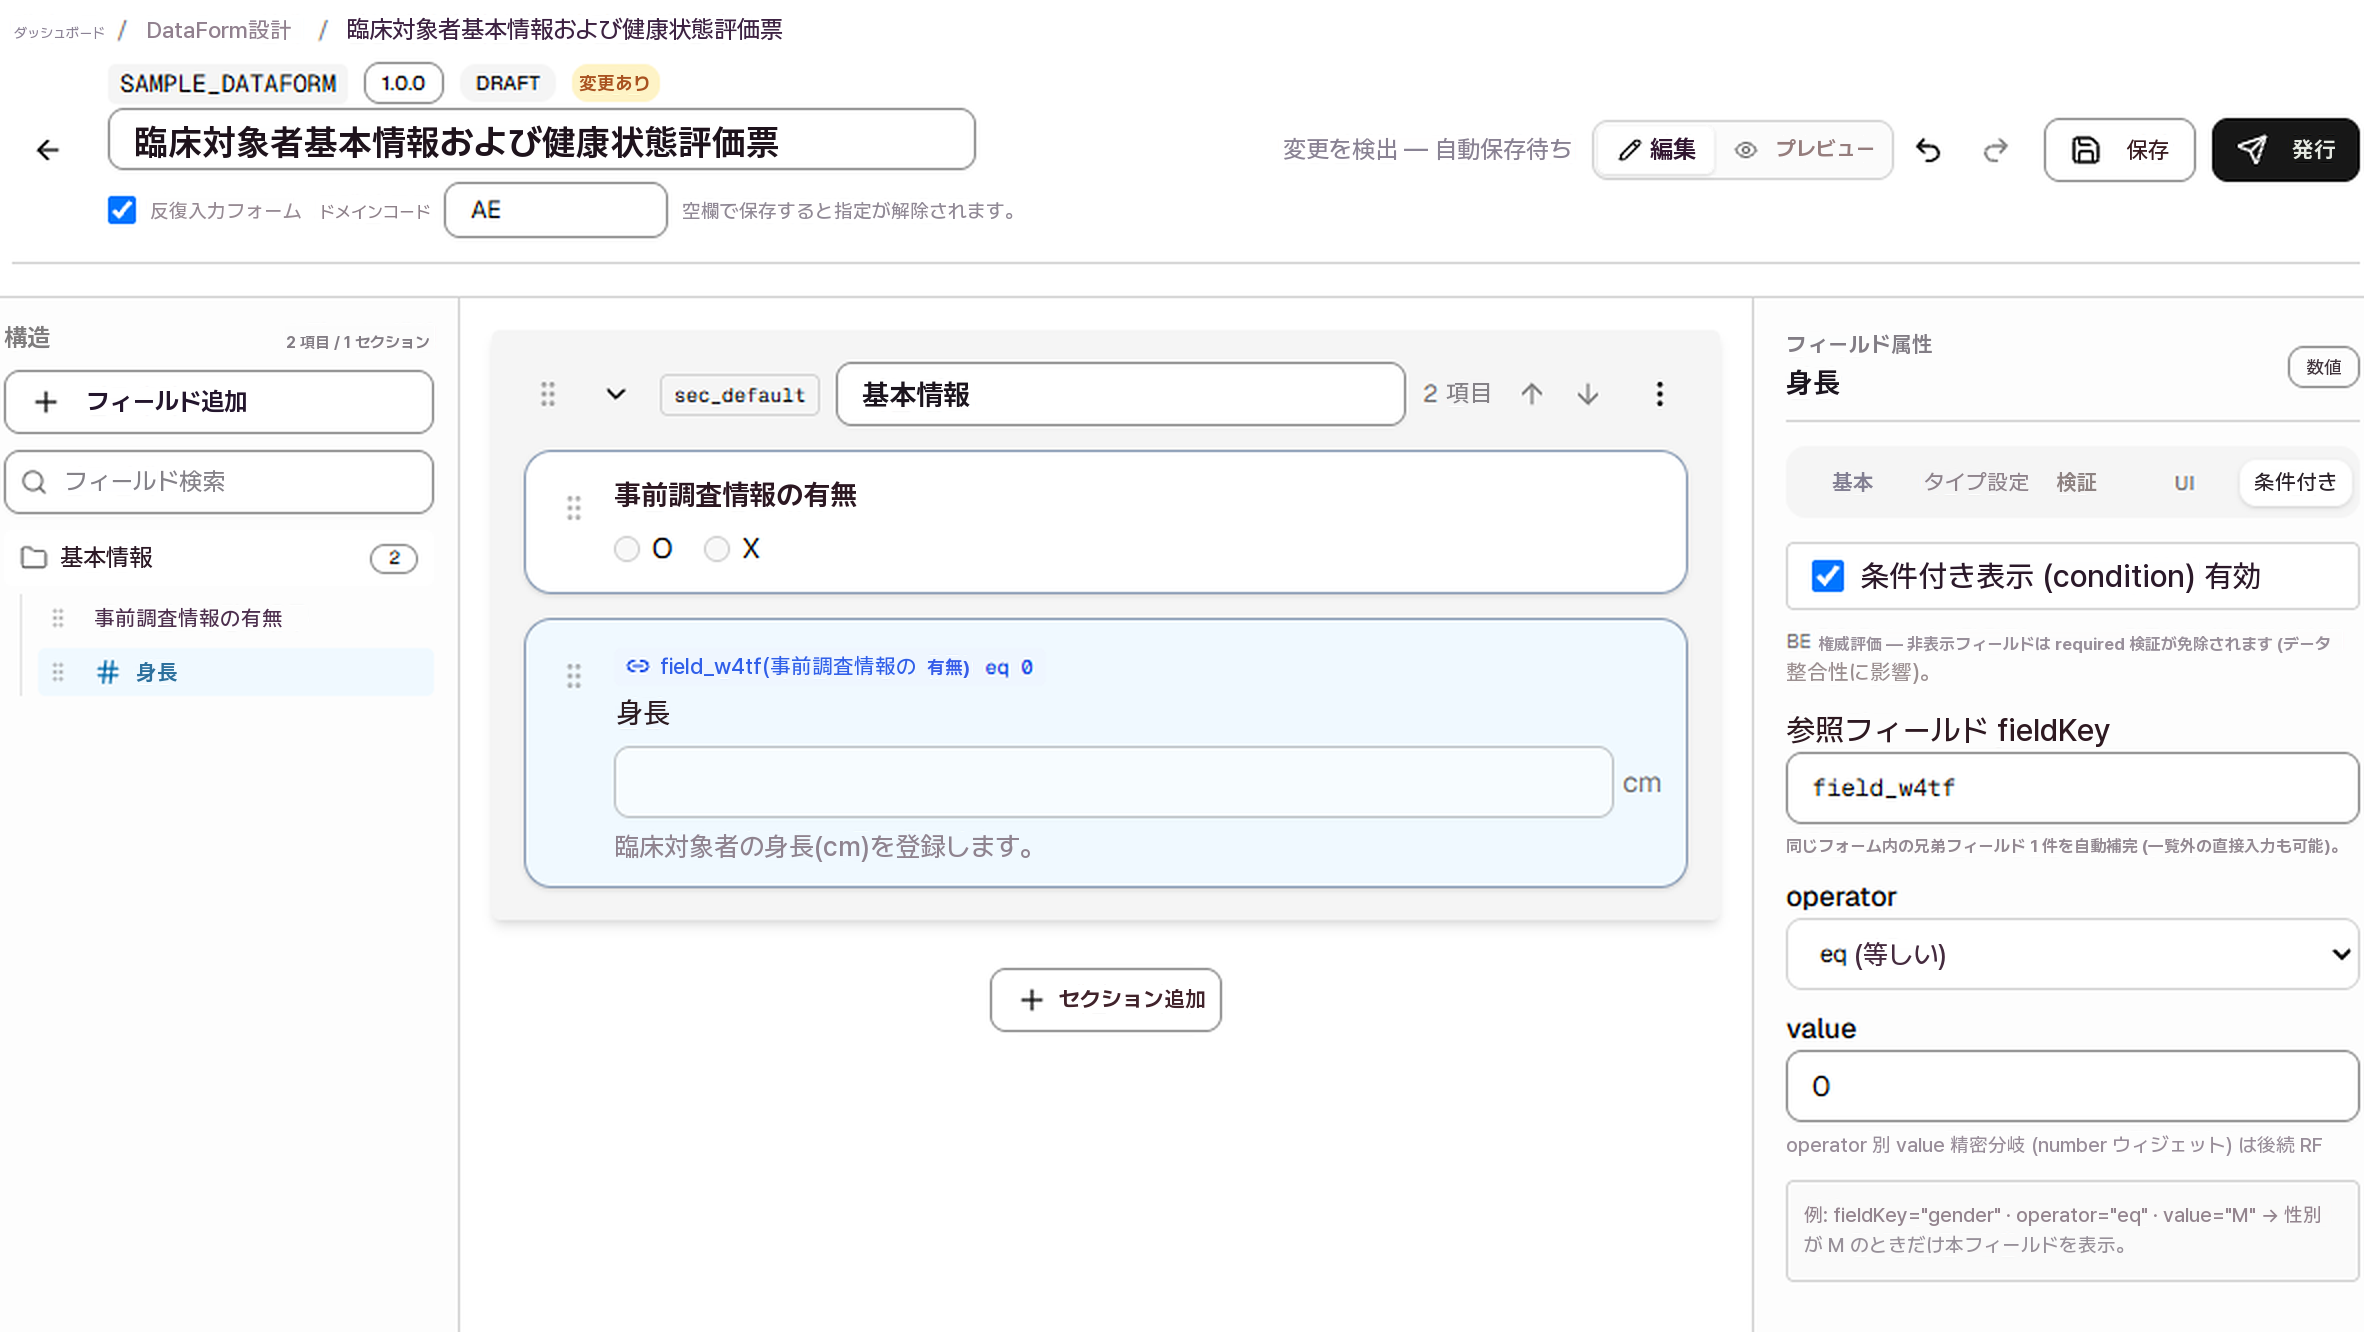 ダッシュボード / DataForm設計 / 臨床対象者基本情報および健康状態評価票
SAMPLE_DATAFORM 1.0.0 DRAFT 変更あり
臨床対象者基本情報および健康状態評価票
変更を検出 — 自動保存待ち 編集 プレビュー 保存 発行
反復入力フォーム ドメインコード AE 空欄で保存すると指定が解除されます。
構造 2 項目 / 1 セクション
フィールド追加
フィールド検索
基本情報 2
事前調査情報の有無
身長
sec_default 基本情報 2 項目
事前調査情報の有無
O X
field_w4tf(事前調査情報の 有無) eq 0
身長
cm
臨床対象者の身長(cm)を登録します。
セクション追加
フィールド属性
身長
数値
基本 タイプ設定 検証 UI 条件付き
条件付き表示 (condition) 有効
BE 権威評価 — 非表示フィールドは required 検証が免除されます (データ
整合性に影響)。
参照フィールド fieldKey
field_w4tf
同じフォーム内の兄弟フィールド 1 件を自動補完 (一覧外の直接入力も可能)。
operator
eq (等しい)
value
O
operator 別 value 精密分岐 (number ウィジェット) は後続 RF
例: fieldKey="gender" · operator="eq" · value="M" → 性別
が M のときだけ本フィールドを表示。